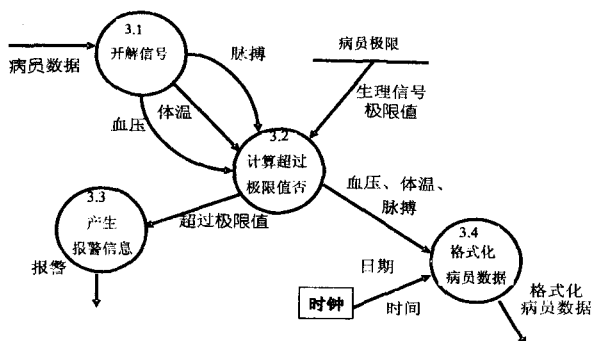 3.1
开解信号
病员数据
脉搏
体温
血压
病员极限
生理信号
极限值
3.2
计算超过
极限值否
血压、体温、
脉搏
超过极限值
3.3
产生
报警信息
报警
3.4
格式化
病员数据
日期
时钟
时间
格式化
病员数据